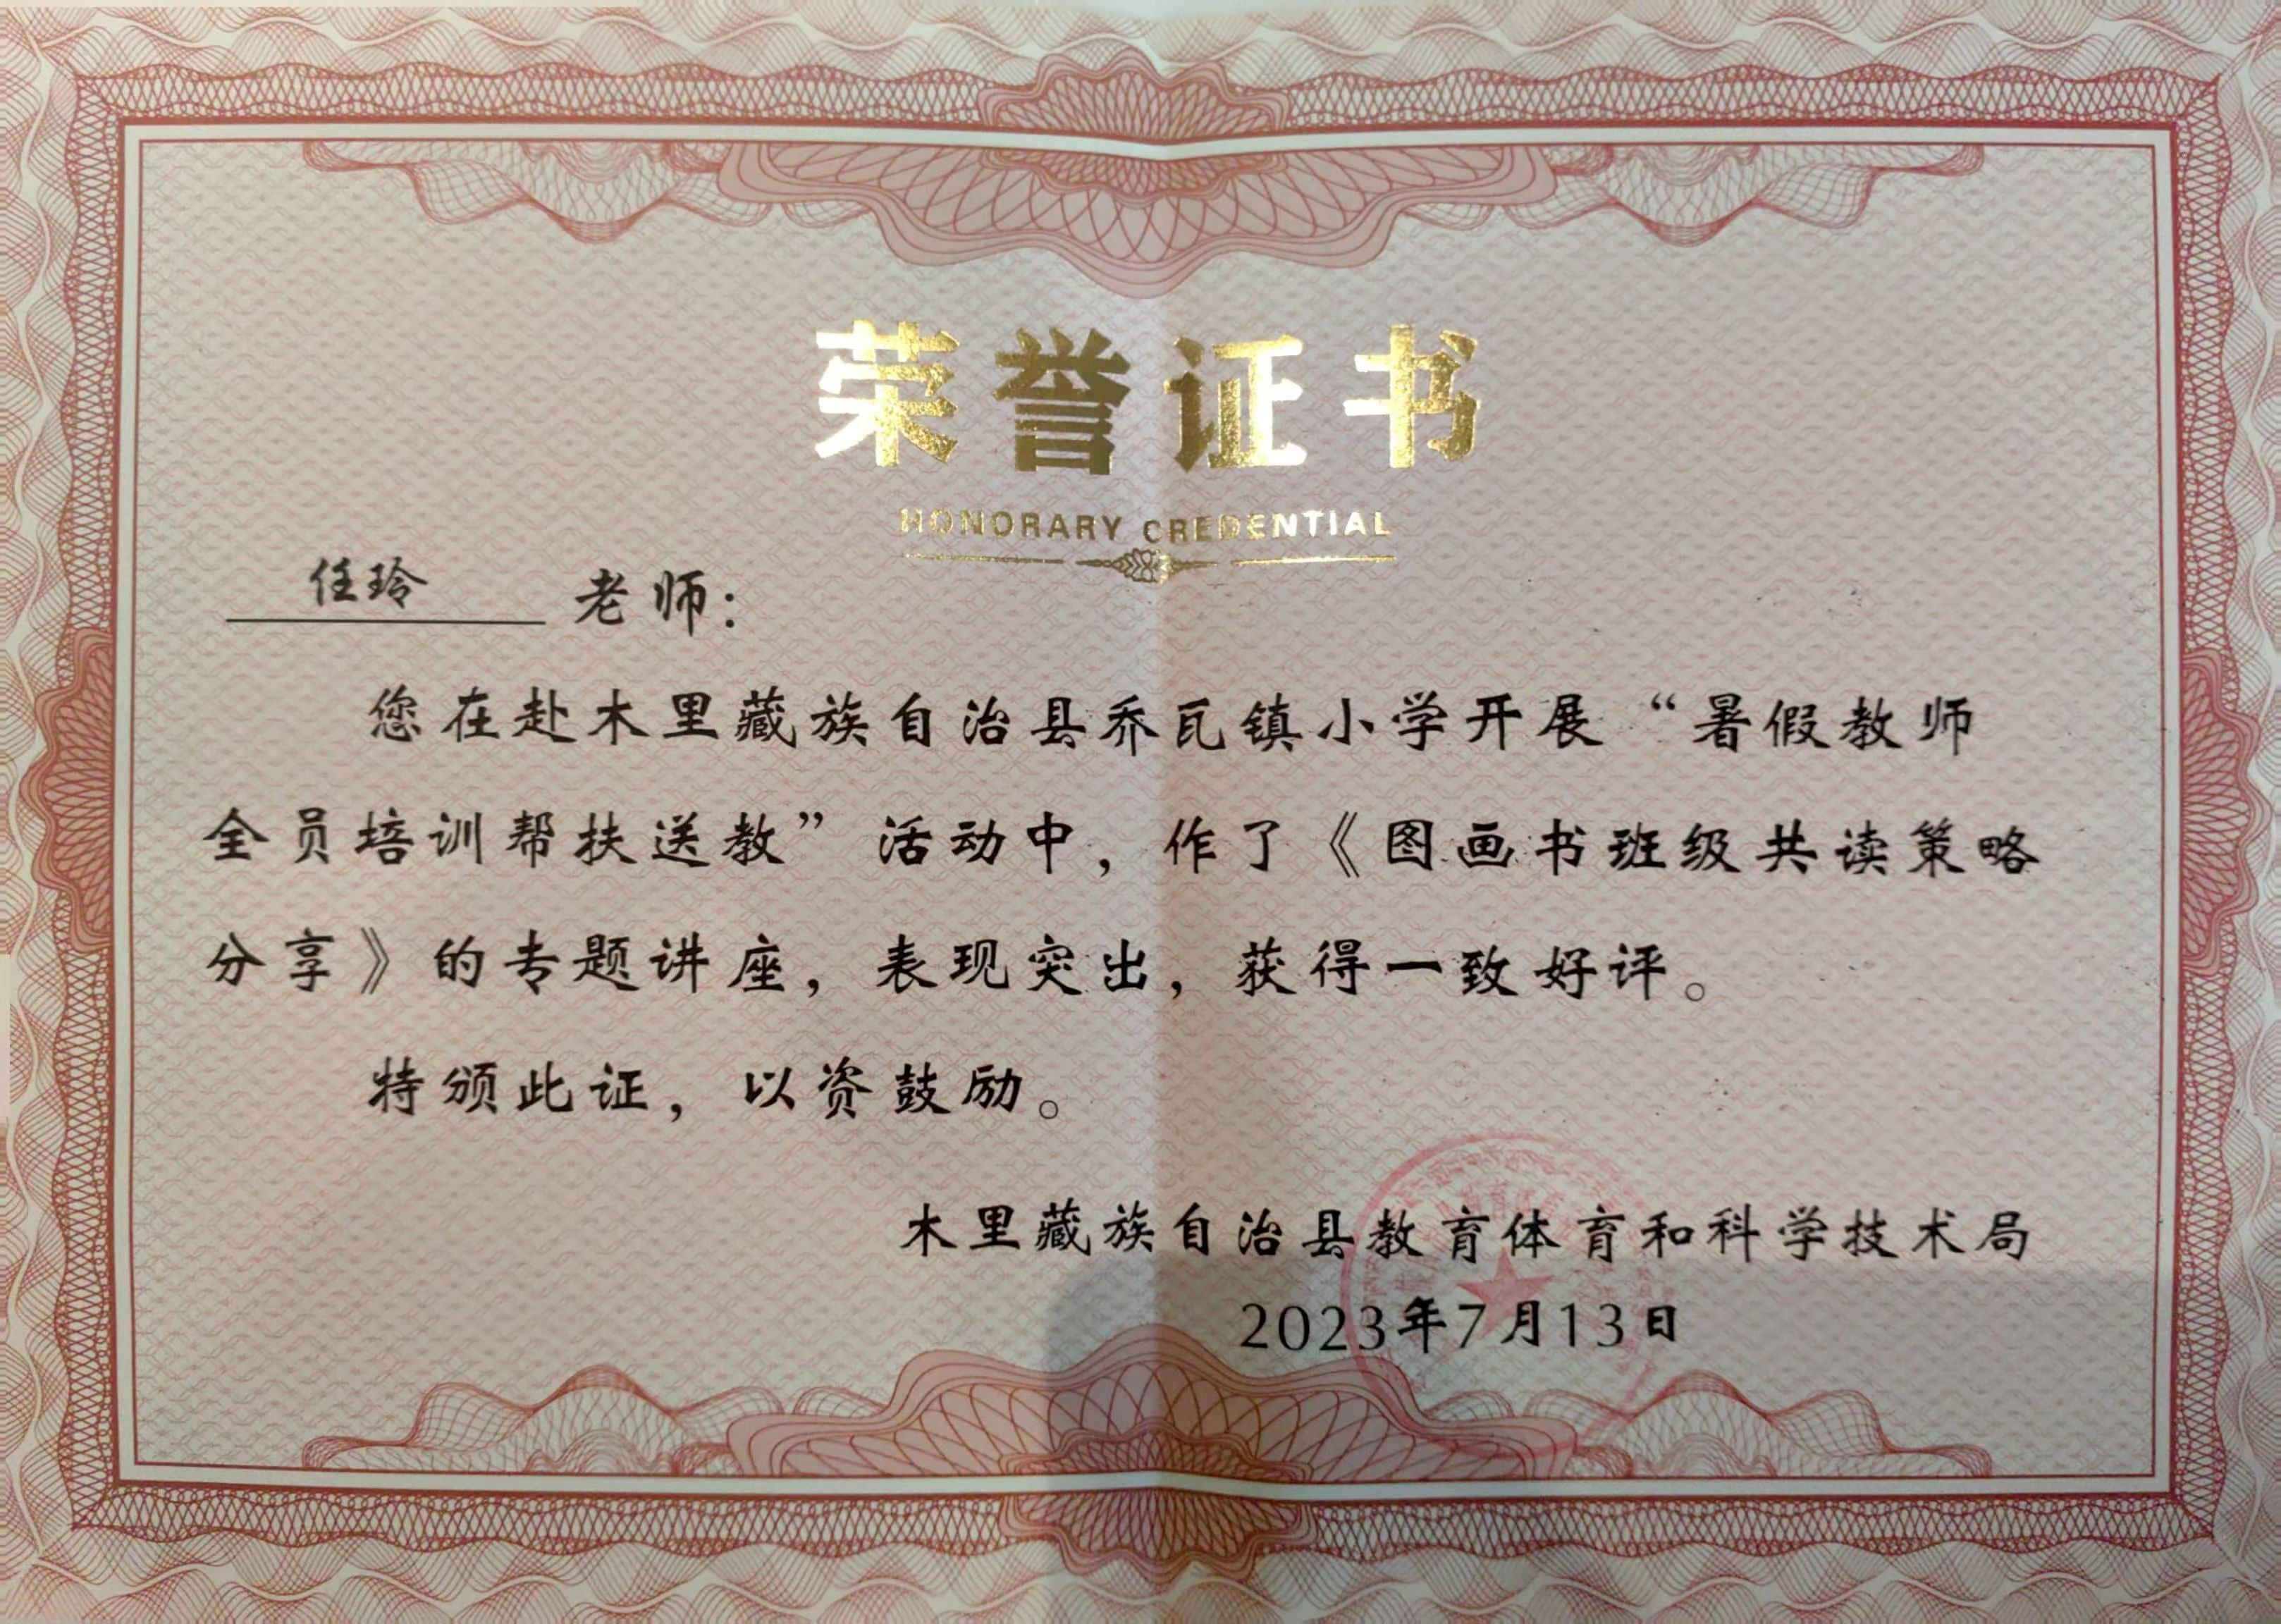 荣誉证书
HONORARY CREDENTIAL
任玲 老师：
您在赴木里藏族自治县乔瓦镇小学开展“暑假教师
全员培训帮扶送教”活动中，作了《图画书班级共读策略
分享》的专题讲座，表现突出，获得一致好评。
特颁此证，以资鼓励。
木里藏族自治县教育体育和科学技术局
2023年7月13日